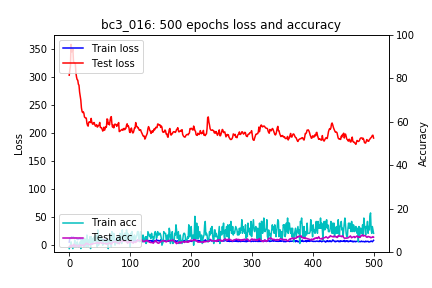 bc3_016: 500 epochs loss and accuracy
Train loss
Test loss
Train acc
Test acc
Loss
350
300
250
200
150
100
50
0
Accuracy
100
80
60
40
20
0
0 100 200 300 400 500